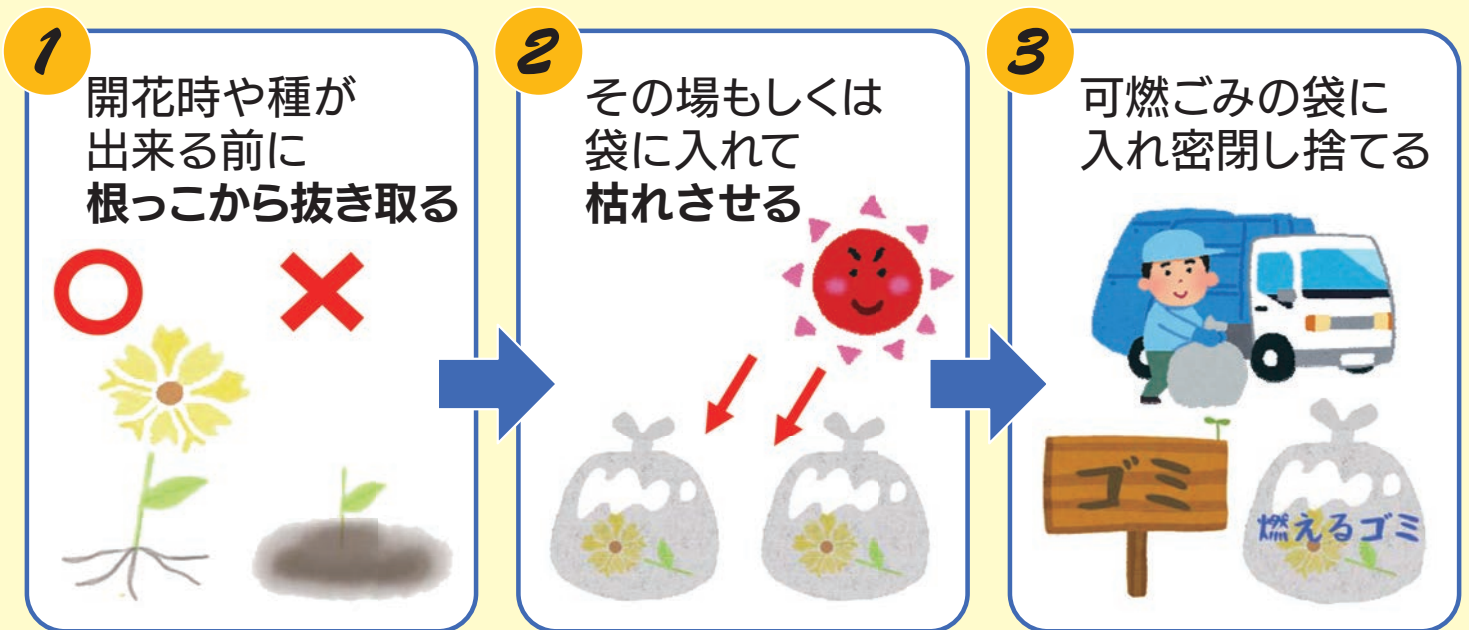 1
開花時や種が
出来る前に
根っこから抜き取る
2
その場もしくは
袋に入れて
枯れさせる
3
可燃ごみの袋に
入れ密閉し捨てる
ゴミ
燃えるゴミ